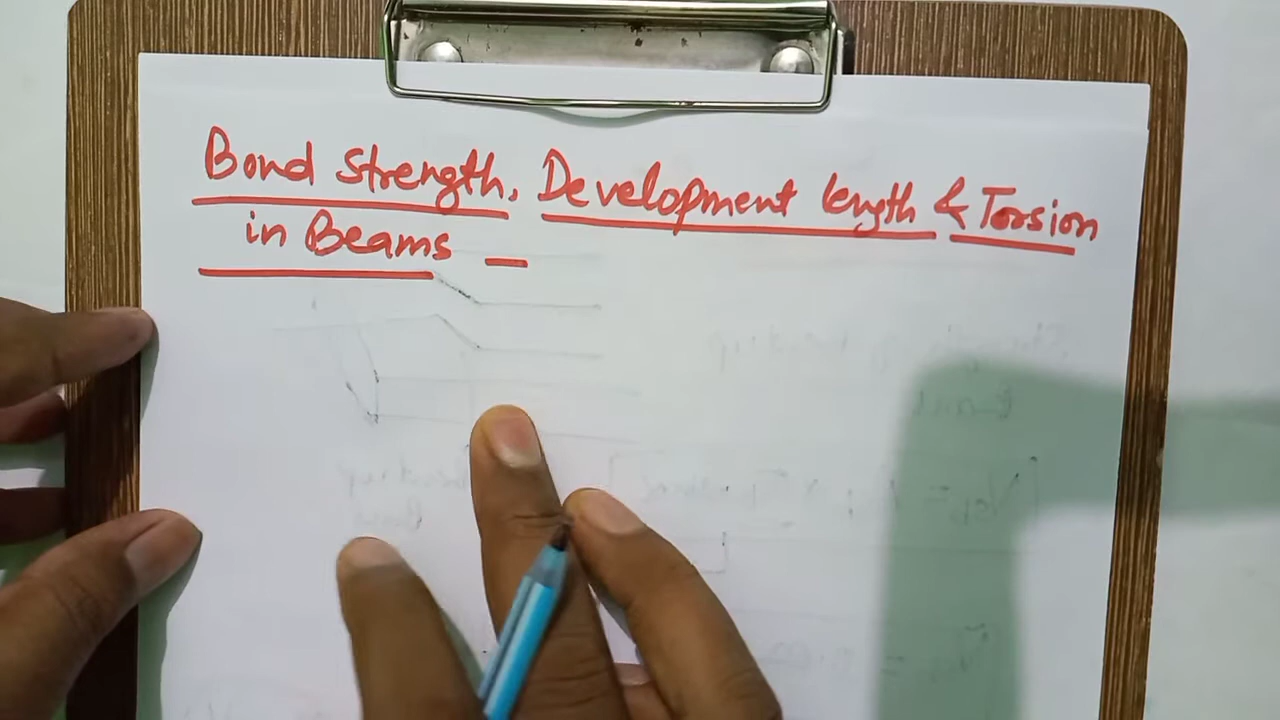 Bond Strength, Development length & Torsion
in Beams -